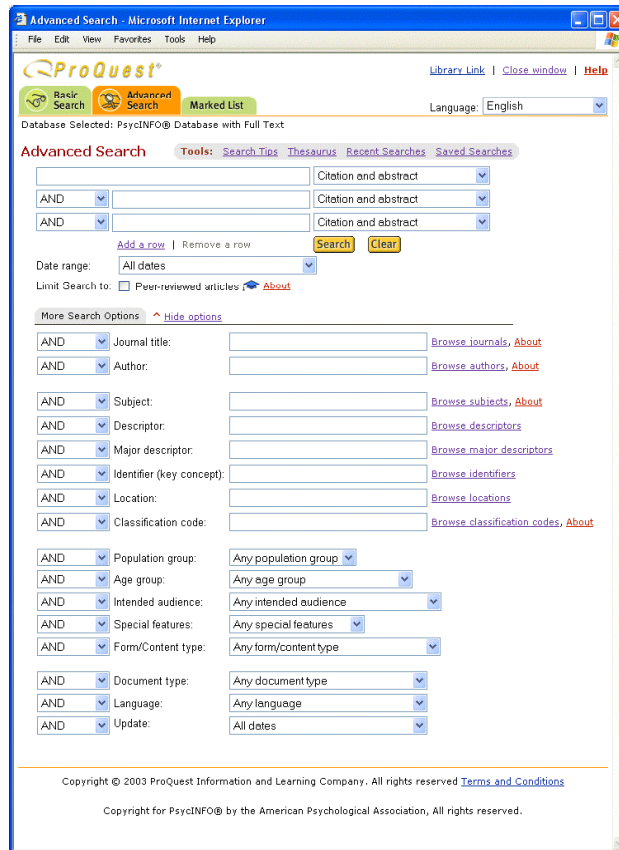 Advanced Search - Microsoft Internet Explorer
File Edit View Favorites Tools Help
ProQuest®
Library Link | Close window | Help
Basic Search Advanced Search Marked List
Language: English
Database Selected: PsycINFO® Database with Full Text
Advanced Search Tools: Search Tips Thesaurus Recent Searches Saved Searches
Citation and abstract
AND Citation and abstract
AND Citation and abstract
Add a row | Remove a row Search Clear
Date range: All dates
Limit Search to: Peer-reviewed articles About
More Search Options ^ Hide options
AND Journal title: Browse journals, About
AND Author: Browse authors, About
AND Subject: Browse subjects, About
AND Descriptor: Browse descriptors
AND Major descriptor: Browse major descriptors
AND Identifier (key concept): Browse identifiers
AND Location: Browse locations
AND Classification code: Browse classification codes, About
AND Population group: Any population group
AND Age group: Any age group
AND Intended audience: Any intended audience
AND Special features: Any special features
AND Form/Content type: Any form/content type
AND Document type: Any document type
AND Language: Any language
AND Update: All dates
Copyright © 2003 ProQuest Information and Learning Company. All rights reserved Terms and Conditions
Copyright for PsycINFO® by the American Psychological Association, All rights reserved.